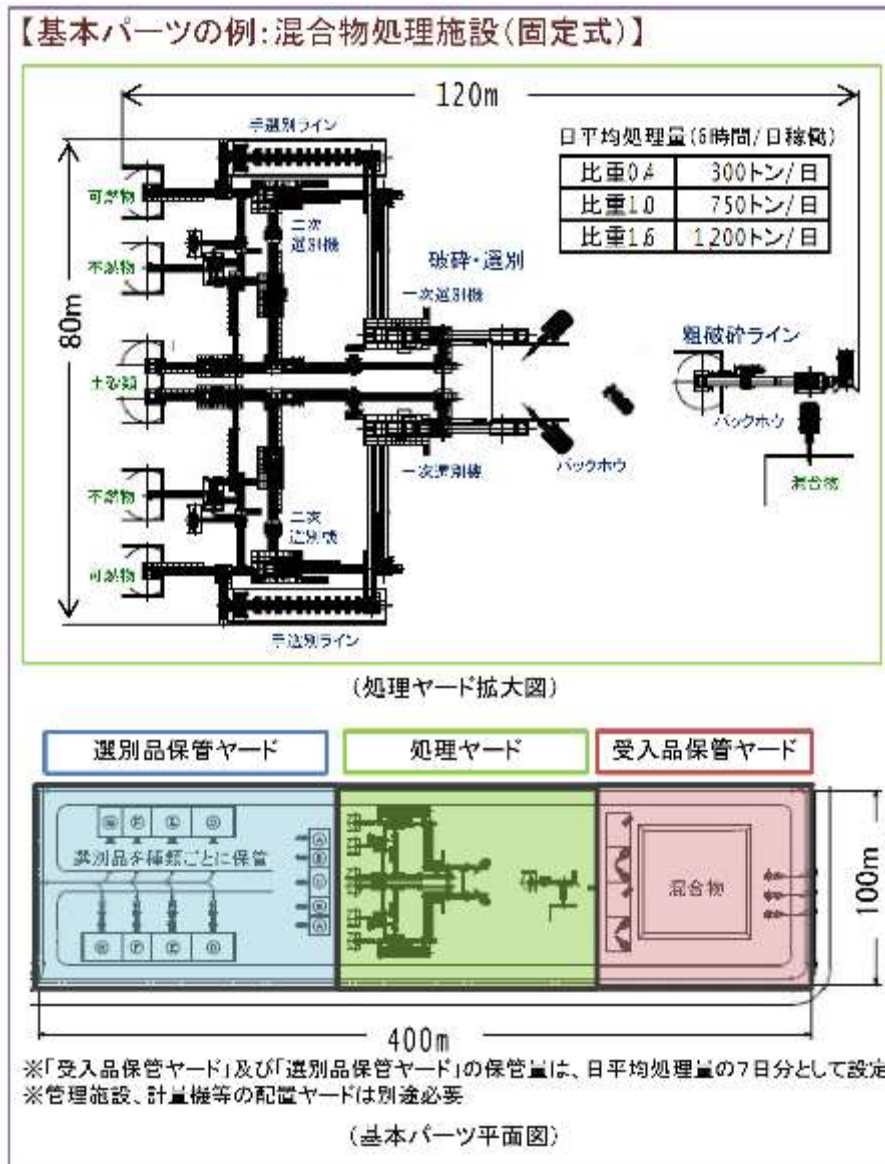 【基本パーツの例:混合物処理施設(固定式)】
120m
手選別ライン
日平均処理量(6時間/日稼働)
比重0.4 300トン/日
比重1.0 750トン/日
比重1.6 1,200トン/日
80m
可燃物
二次
選別機
不燃物
破砕・選別
一次選別機
粗破砕ライン
土砂類
バックホウ
一次選別機
バックホウ
混合物
不燃物
二次
選別機
可燃物
手選別ライン
(処理ヤード拡大図)
選別品保管ヤード
処理ヤード
受入品保管ヤード
選別品を種類ごとに保管
混合物
100m
400m
※「受入品保管ヤード」及び「選別品保管ヤード」の保管量は、日平均処理量の7日分として設定
※管理施設、計量機等の配置ヤードは別途必要
(基本パーツ平面図)